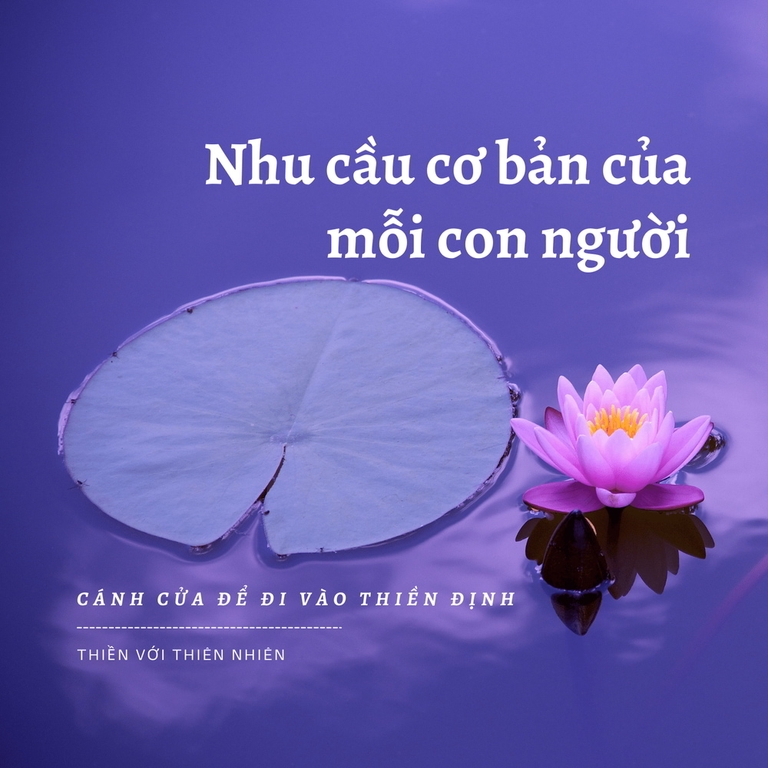 Nhu cầu cơ bản của
mỗi con người
CÁNH CỬA ĐỂ ĐI VÀO THIỀN ĐỊNH
THIỀN VỚI THIÊN NHIÊN